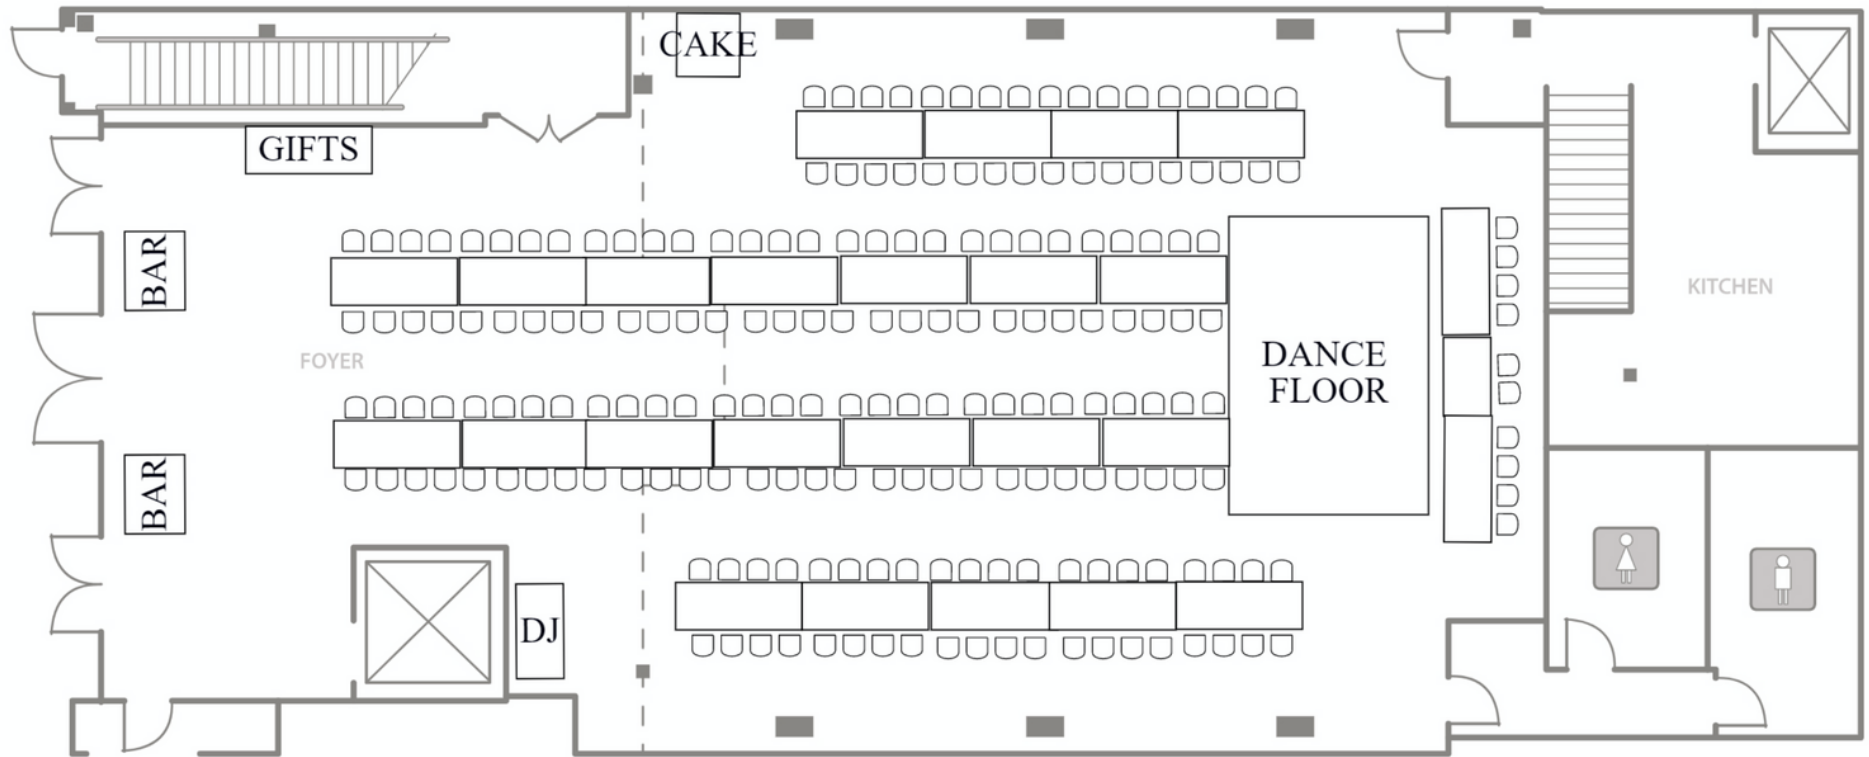 CAKE
GIFTS
BAR
KITCHEN
FOYER
DANCE
FLOOR
BAR
DJ